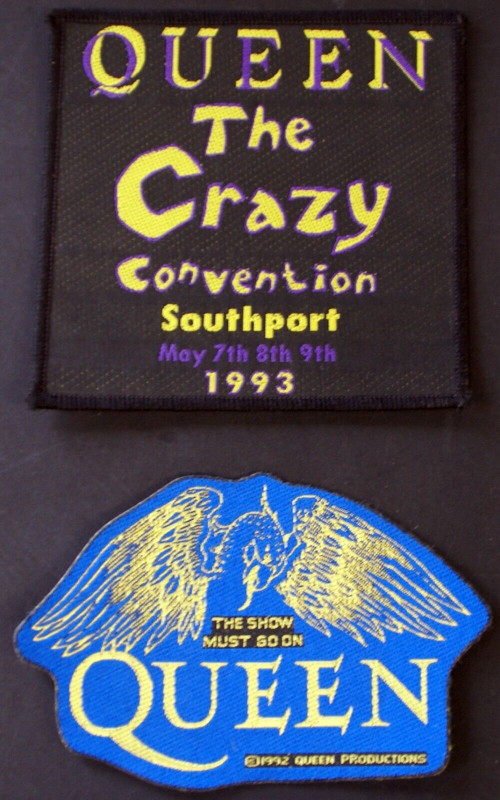 QUEEN
The
Crazy
Convention
Southport
May 7th 8th 9th
1993
THE SHOW
MUST GO ON
QUEEN
©1992 QUEEN PRODUCTIONS